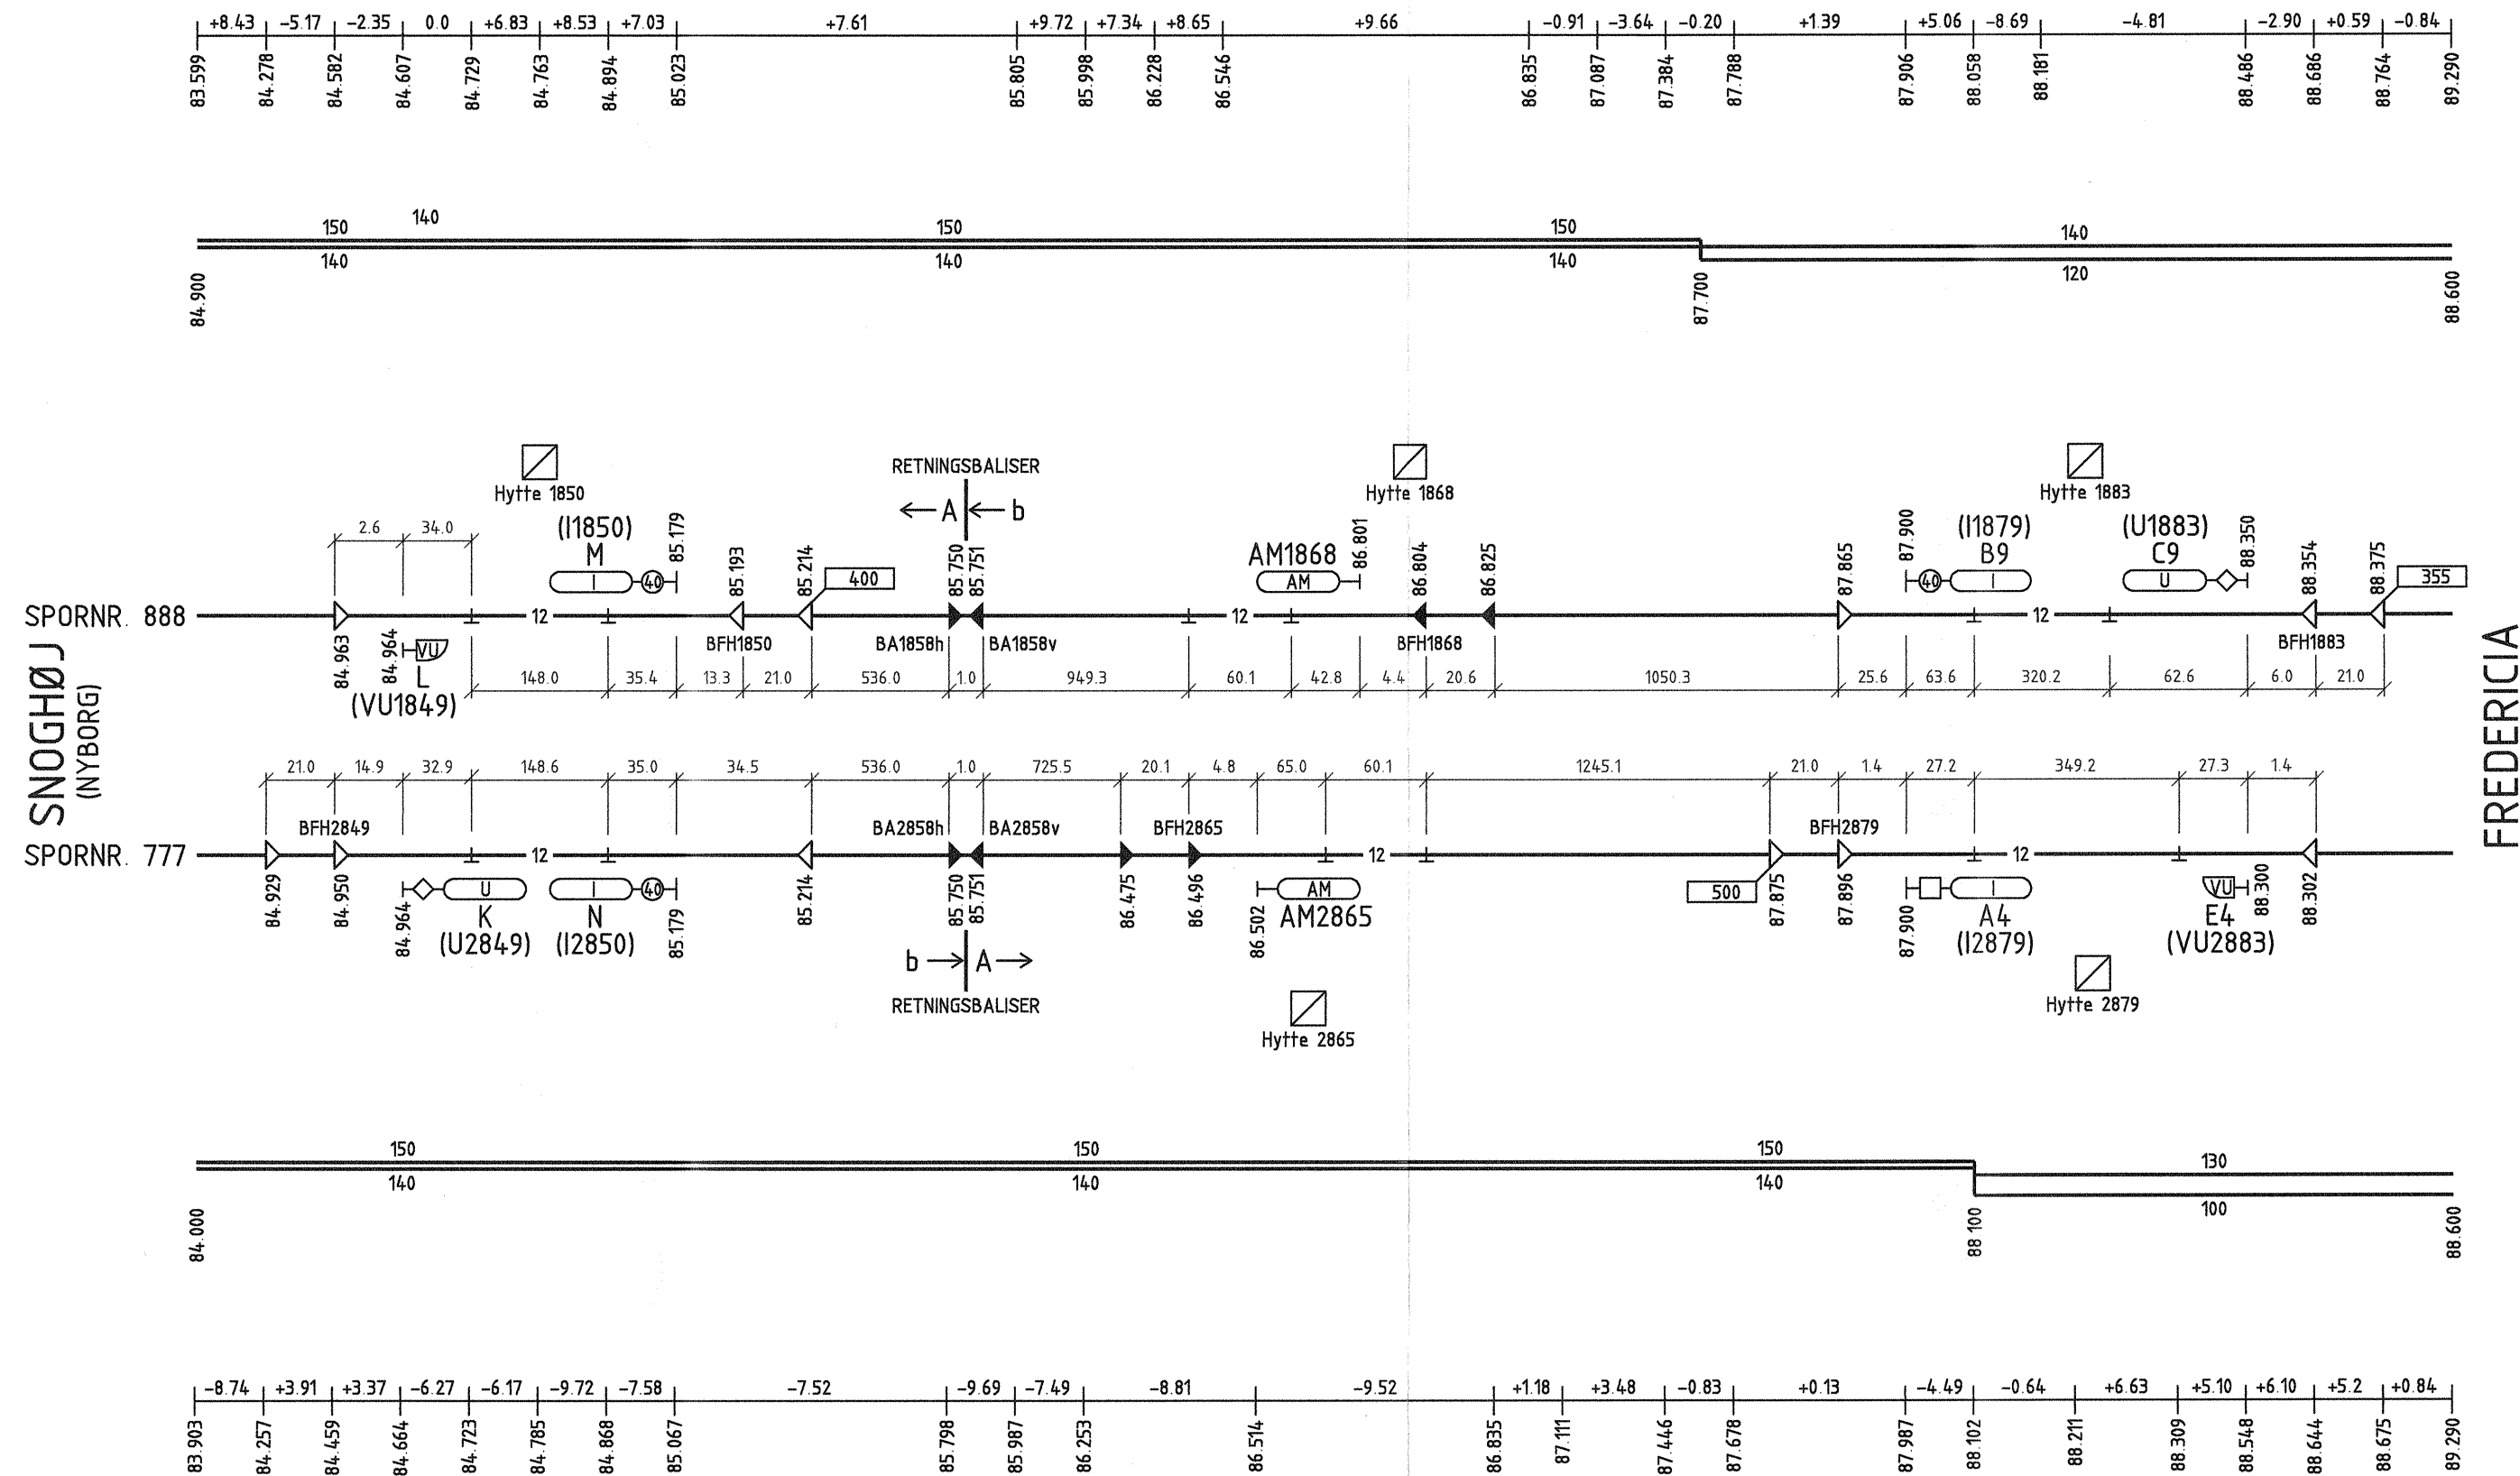 +8.43 −5.17 −2.35 0.0 +6.83 +8.53 +7.03 +7.61 +9.72 +7.34 +8.65 +9.66 −0.91 −3.64 −0.20 +1.39 +5.06 −8.69 −4.81 −2.90 +0.59 −0.84
83.599 84.278 84.582 84.607 84.729 84.763 84.894 85.023 85.805 85.998 86.228 86.546 86.835 87.087 87.384 87.788 87.906 88.058 88.181 88.486 88.686 88.764 89.290
140
150 150 150 140
140 140 140 120
84.900 87.700 88.600
RETNINGSBALISER
Hytte 1850 Hytte 1868 Hytte 1883
A b
2.6 34.0 (I1850) 85.179 86.801 87.900 (I1879) (U1883) 88.350
M 85.193 85.214 85.750 85.751 AM1868 86.804 86.825 87.865 B9 C9 88.354 88.375
I 40 400 AM 40 I U 355
SPORNR. 888 12 12 12
84.963 84.964 VU BFH1850 BA1858h BA1858v BFH1868 BFH1883
L 148.0 35.4 13.3 21.0 536.0 1.0 949.3 60.1 42.8 4.4 20.6 1050.3 25.6 63.6 320.2 62.6 6.0 21.0
(VU1849)
SNOGHØJ
(NYBORG)
FREDERICIA
21.0 14.9 32.9 148.6 35.0 34.5 536.0 1.0 725.5 20.1 4.8 65.0 60.1 1245.1 21.0 1.4 27.2 349.2 27.3 1.4
BFH2849 BA2858h BA2858v BFH2865 BFH2879
SPORNR. 777 12 12 12
84.929 84.950 84.964 U I 40 85.179 85.214 85.750 85.751 86.475 86.496 86.502 AM 500 87.875 87.896 87.900 I VU 88.300 88.302
K N AM2865 A4 E4
(U2849) (I2850) (I2879) (VU2883)
b A
RETNINGSBALISER Hytte 2879
Hytte 2865
150 150 150 130
140 140 140 100
84.000 88 100 88.600
−8.74 +3.91 +3.37 −6.27 −6.17 −9.72 −7.58 −7.52 −9.69 −7.49 −8.81 −9.52 +1.18 +3.48 −0.83 +0.13 −4.49 −0.64 +6.63 +5.10 +6.10 +5.2 +0.84
83.903 84.257 84.459 84.664 84.723 84.785 84.868 85.067 85.798 85.987 86.253 86.514 86.835 87.111 87.446 87.678 87.987 88.102 88.211 88.309 88.548 88.644 88.675 89.290